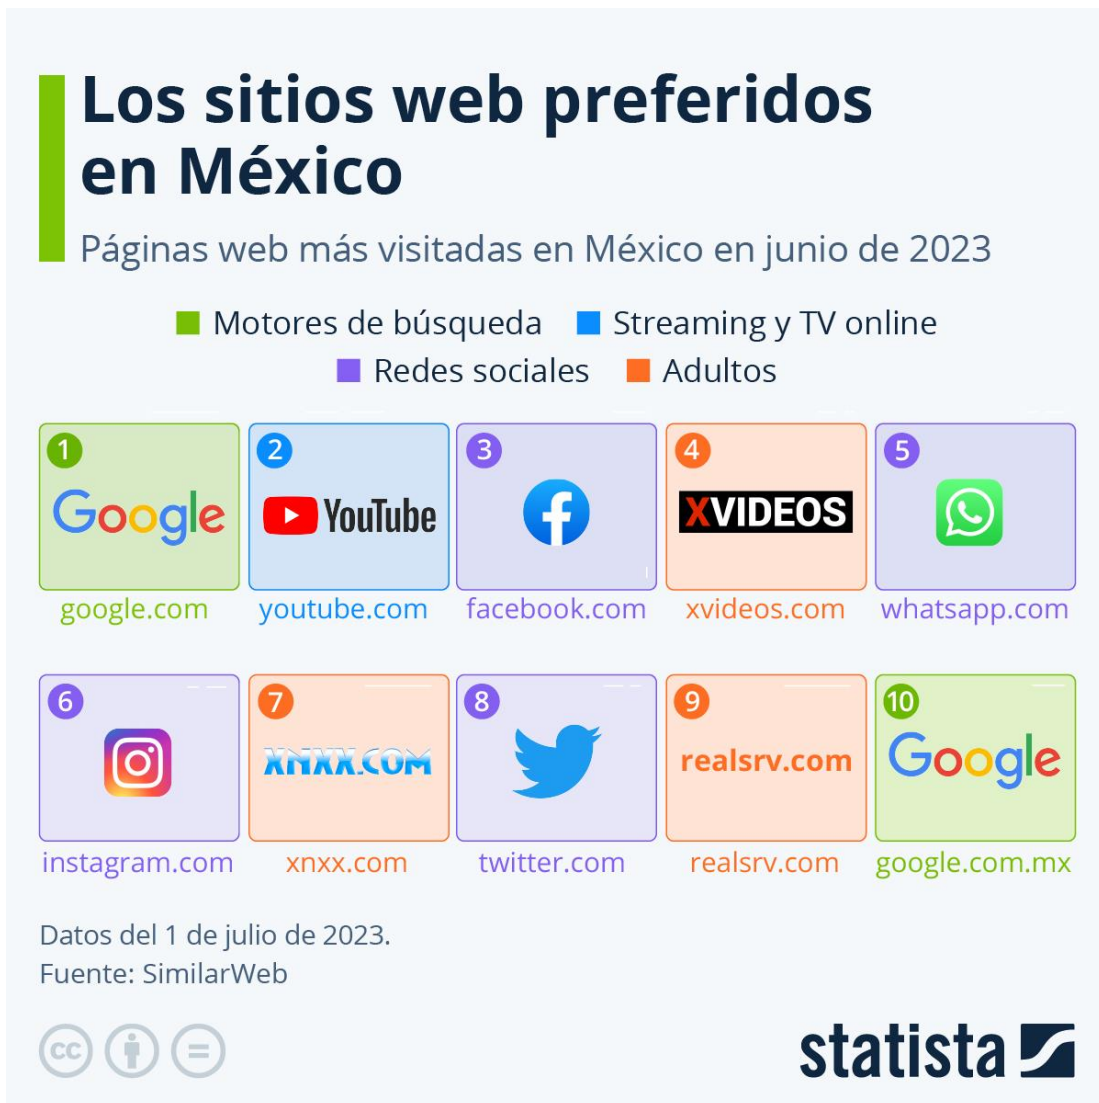 Los sitios web preferidos
en México
Páginas web más visitadas en México en junio de 2023
Motores de búsqueda Streaming y TV online
Redes sociales Adultos
1 2 3 4 5
Google YouTube f XVIDEOS
google.com youtube.com facebook.com xvideos.com whatsapp.com
6 7 8 9 10
XNXX.COM realsrv.com Google
instagram.com xnxx.com twitter.com realsrv.com google.com.mx
Datos del 1 de julio de 2023.
Fuente: SimilarWeb
cc = statista